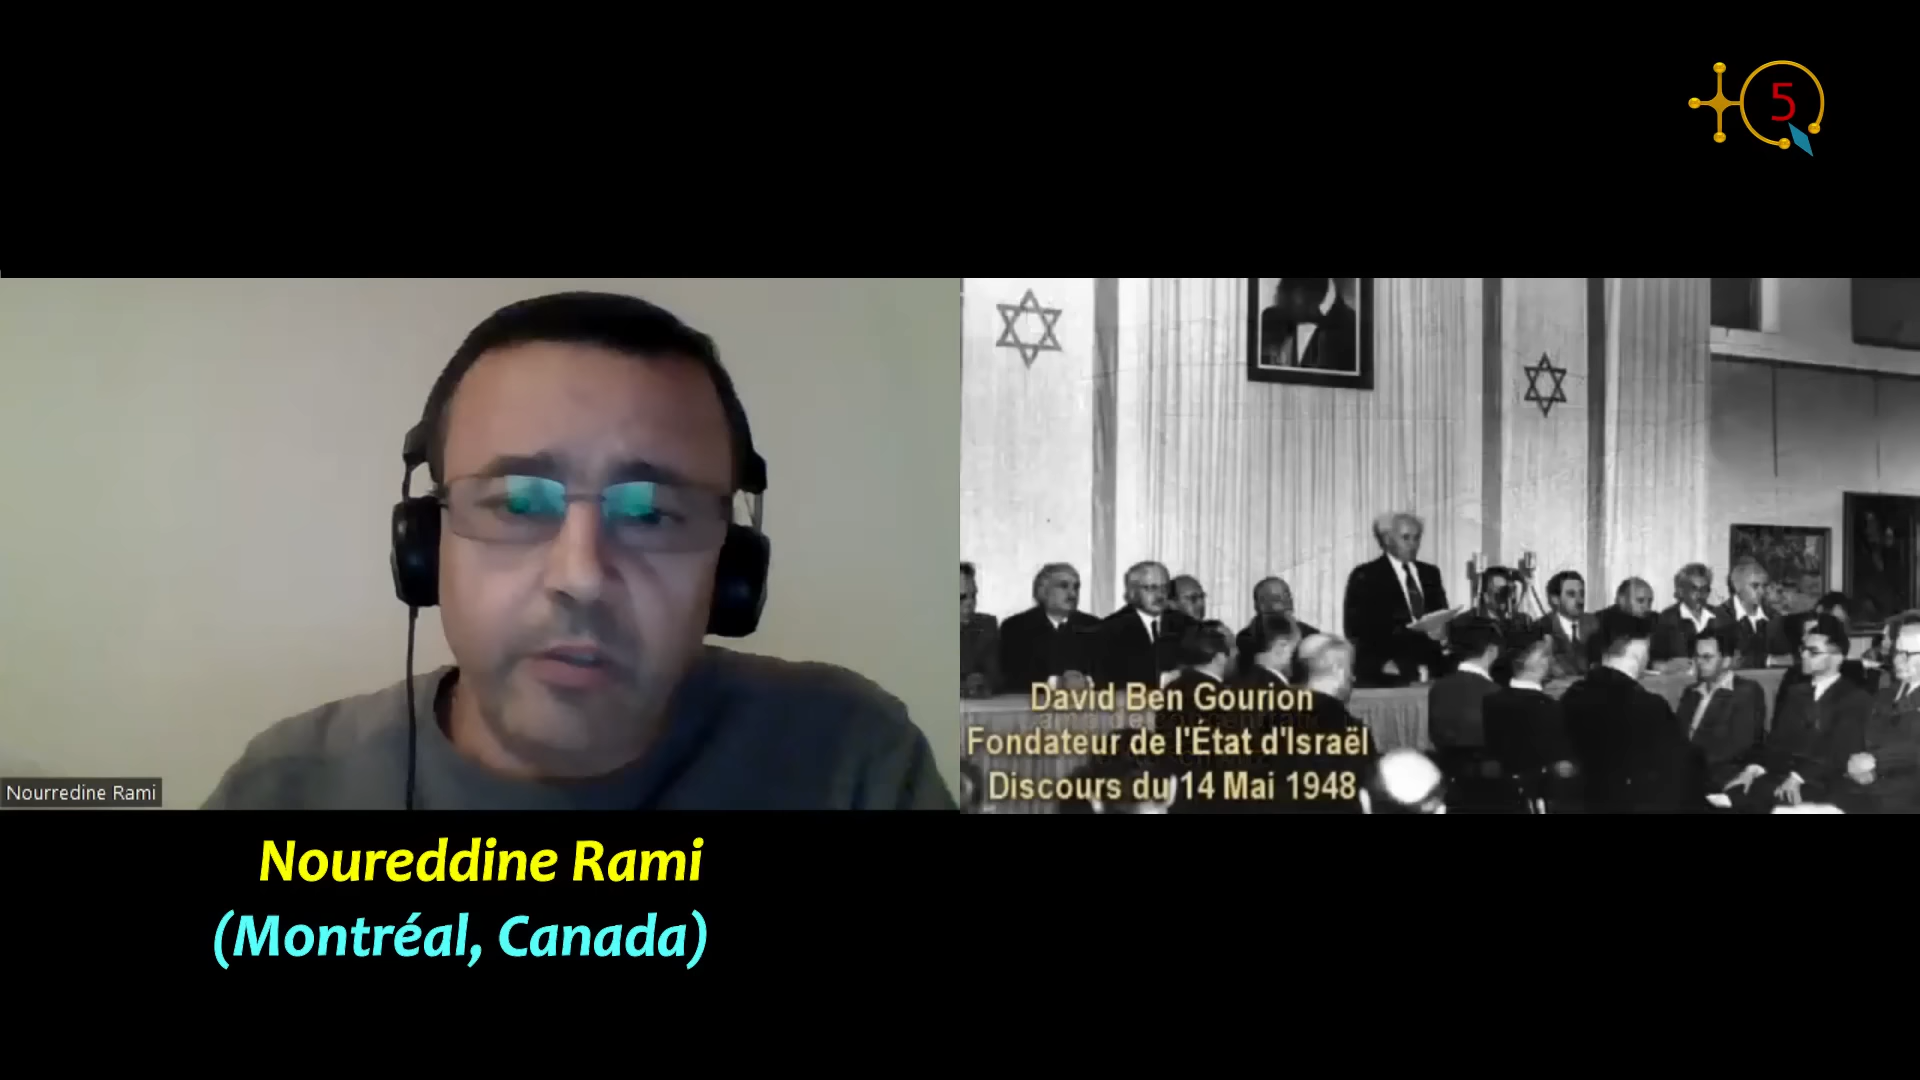 5
Nourredine Rami
David Ben Gourion
Fondateur de l'État d'Israël
Discours du 14 Mai 1948
Noureddine Rami
(Montréal, Canada)